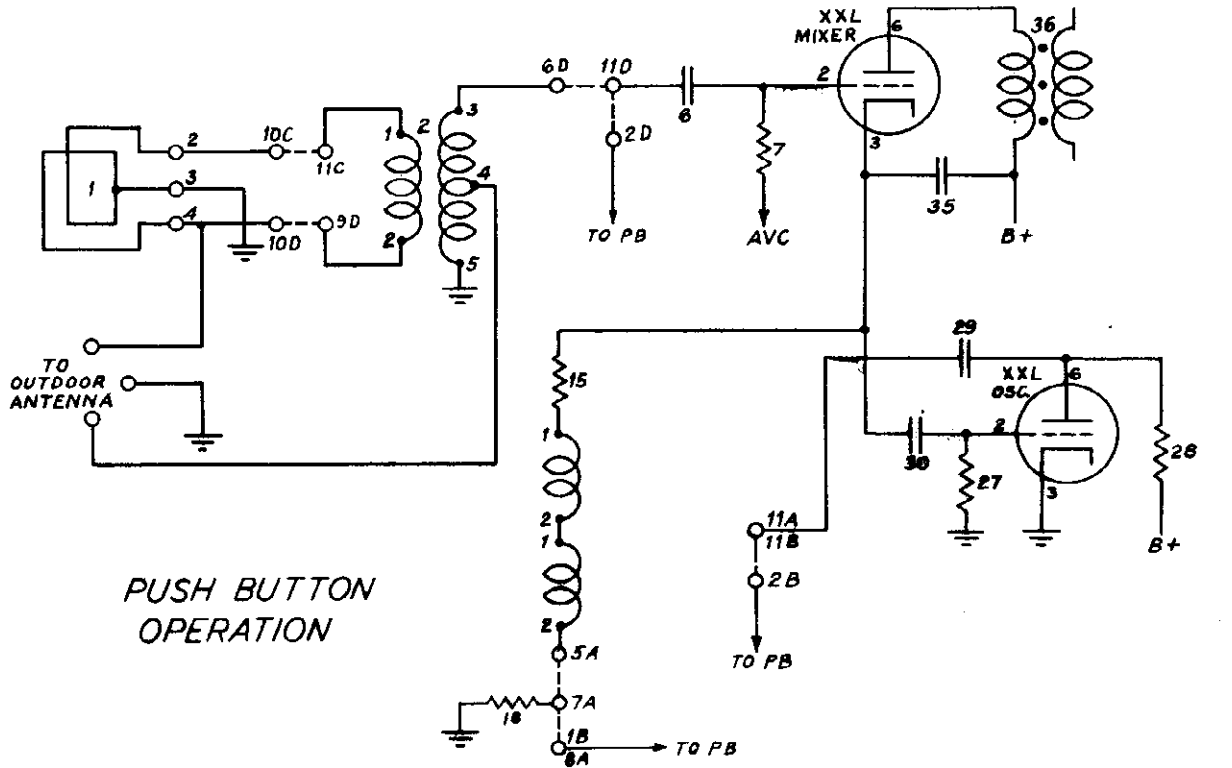 XXL
MIXER
6
36
2
3
35
B+
6D
11D
2D
TO PB
6
7
AVC
2
10C
11C
1
2
3
1
3
4
4
10D
9D
2
5
TO
OUTDOOR
ANTENNA
15
1
2
1
2
5A
7A
18
1B
8A
TO PB
29
XXL
OSC.
6
2
3
30
27
28
B+
11A
11B
2B
TO PB
PUSH BUTTON
OPERATION